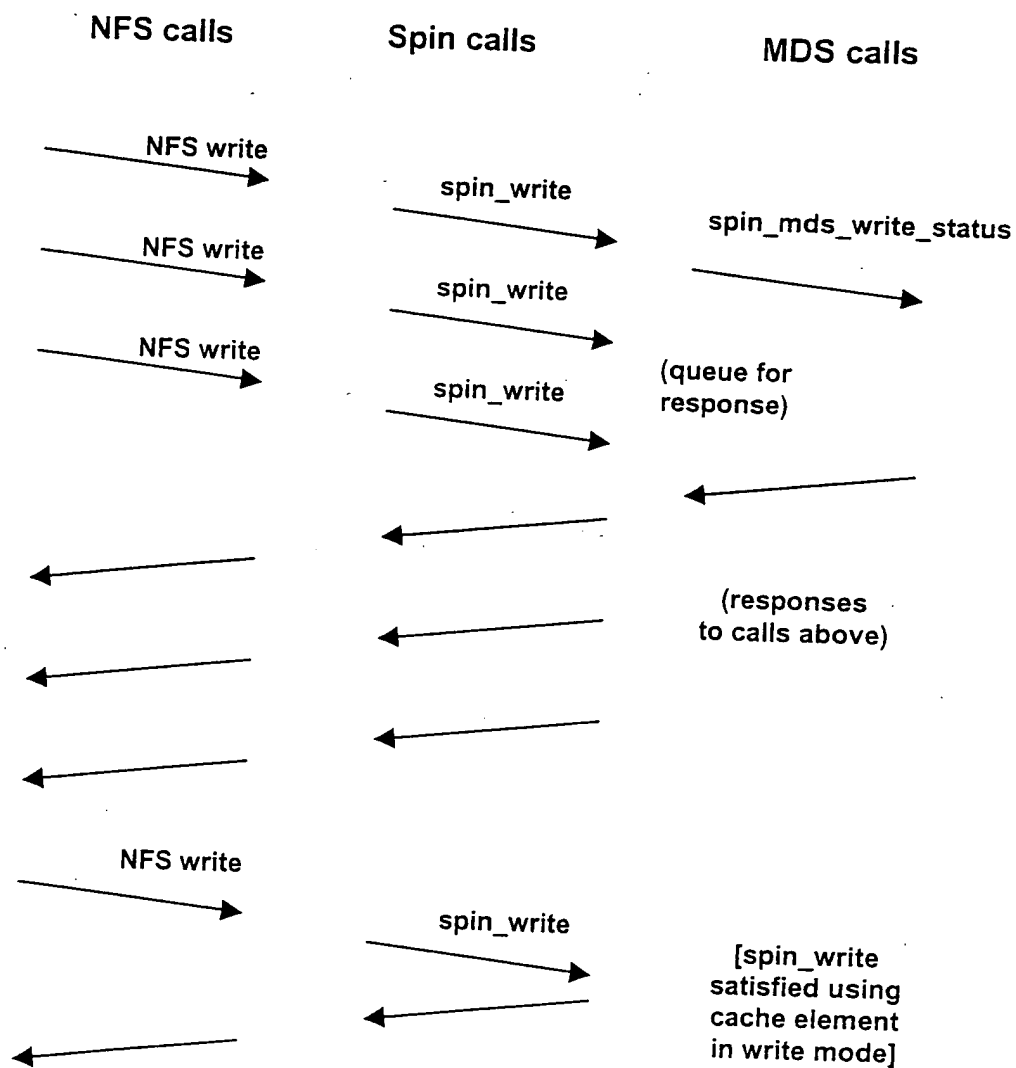 NFS calls
Spin calls
MDS calls
NFS write
spin_write
spin_mds_write_status
NFS write
spin_write
NFS write
spin_write
(queue for
response)
(responses
to calls above)
NFS write
spin_write
[spin_write
satisfied using
cache element
in write mode]